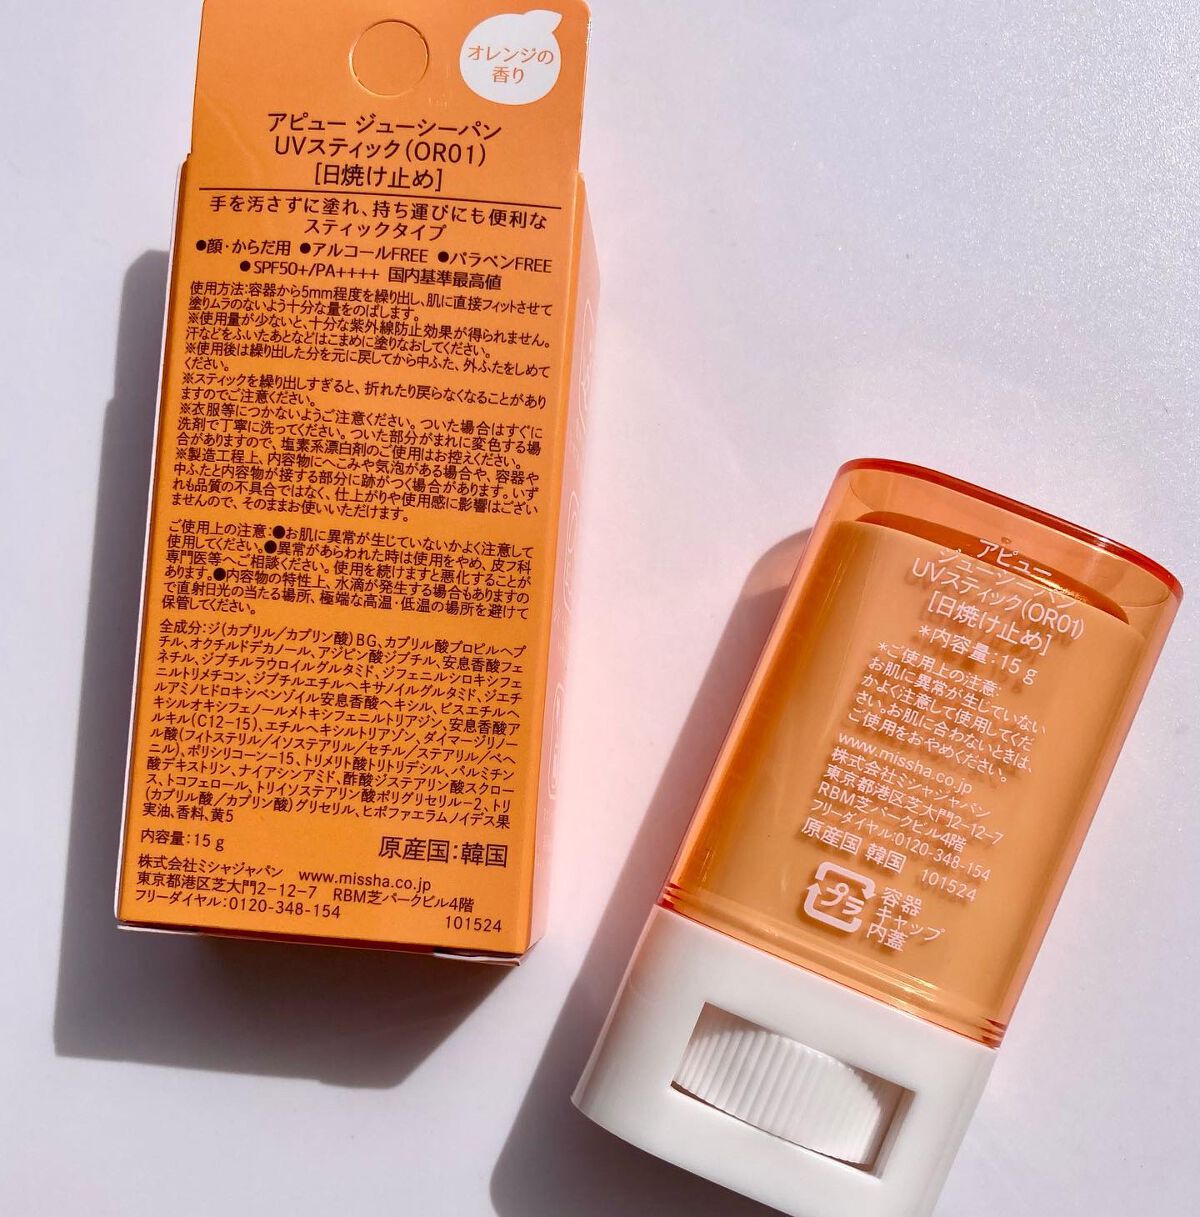 オレンジの
香り
アピュー ジューシーパン
UVスティック(OR01)
[日焼け止め]
手を汚さずに塗れ、持ち運びにも便利な
スティックタイプ
●顔・からだ用 ●アルコールFREE ●パラベンFREE
●SPF50+/PA++++ 国内基準最高値
使用方法:容器から5mm程度を繰り出し、肌に直接フィットさせて
塗りムラのないよう十分な量をのばします。
※使用量が少ないと、十分な紫外線防止効果が得られません。
汗などをふいたあとなどはこまめに塗りなおしてください。
※使用後は繰り出した分を元に戻してから中ふた、外ふたをしめて
ください。
※スティックを繰り出しすぎると、折れたり戻らなくなることがあり
ますのでご注意ください。
※衣服等につかないようご注意ください。ついた場合はすぐに
洗剤で丁寧に洗ってください。ついた部分がまれに変色する場
合がありますので、塩素系漂白剤のご使用はお控えください。
※製造工程上、内容物にへこみや気泡がある場合や、容器や
中ふたと内容物が接する部分に跡がつく場合があります。いず
れも品質の不具合ではなく、仕上がりや使用感に影響はござい
ませんので、そのままお使いいただけます。
ご使用上の注意:●お肌に異常が生じていないかよく注意して
使用してください。●異常があらわれた時は使用をやめ、皮フ科
専門医等へご相談ください。使用を続けますと悪化することが
あります。●内容物の特性上、水滴が発生する場合もありますの
で直射日光の当たる場所、極端な高温・低温の場所を避けて
保管してください。
全成分:ジ(カプリル/カプリン酸)BG、カプリル酸プロピルヘプ
チル、オクチルドデカノール、アジピン酸ジブチル、安息香酸フェ
ネチル、ジブチルラウロイルグルタミド、ジフェニルシロキシフェ
ニルトリメチコン、ジブチルエチルヘキサノイルグルタミド、ジエチ
ルアミノヒドロキシベンゾイル安息香酸ヘキシル、ビスエチルヘ
キシルオキシフェノールメトキシフェニルトリアジン、安息香酸ア
ルキル(C12-15)、エチルヘキシルトリアゾン、ダイマージリノー
ル酸(フィトステリル/イソステアリル/セチル/ステアリル/ベヘ
ニル)、ポリシリコーン-15、トリメリト酸トリトリデシル、パルミチン
酸デキストリン、ナイアシンアミド、酢酸ジステアリン酸スクロー
ス、トコフェロール、トリイソステアリン酸ポリグリセリル-2、トリ
(カプリル酸/カプリン酸)グリセリル、ヒポファエラムノイデス果
実油、香料、黄5
内容量:15g
原産国:韓国
株式会社ミシャジャパン www.missha.co.jp
東京都港区芝大門2-12-7 RBM芝パークビル4階
フリーダイヤル:0120-348-154
101524
アピュー
ジューシーパン
UVスティック(OR01)
[日焼け止め]
*内容量:15g
*ご使用上の注意:
お肌に異常が生じていない
かよく注意して使用してくだ
さい。お肌に合わないときは、
ご使用をおやめください。
www.missha.co.jp
株式会社ミシャジャパン
東京都港区芝大門2-12-7
RBM芝パークビル4階
フリーダイヤル:0120-348-154
原産国 韓国 101524
プラ
容器
キャップ
内蓋